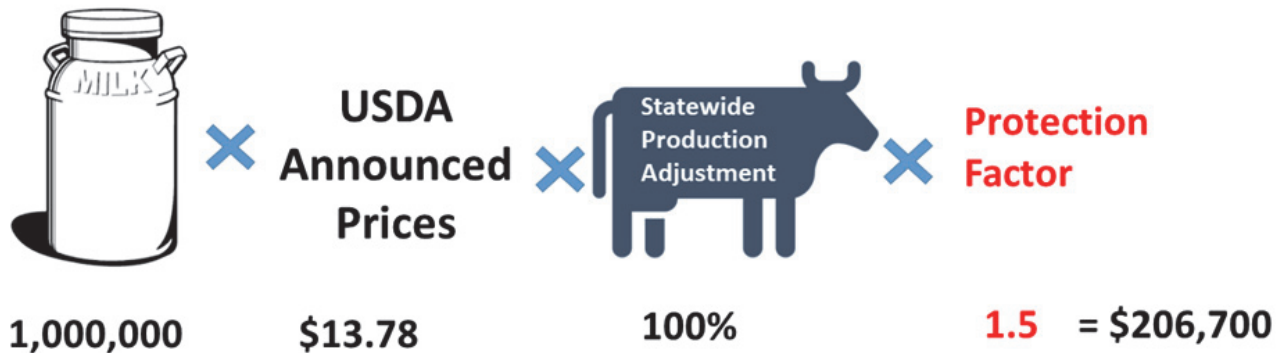 MILK
USDA
Announced
Prices
Statewide
Production
Adjustment
Protection
Factor
1,000,000 $13.78 100% 1.5 = $206,700